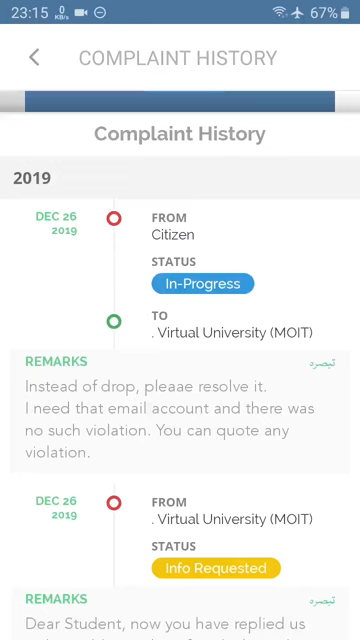 23:15 0 KB/s 67%
COMPLAINT HISTORY
Complaint History
2019
DEC 26
2019
FROM
Citizen
STATUS
In-Progress
TO
. Virtual University (MOIT)
REMARKS تبصرہ
Instead of drop, pleaae resolve it.
I need that email account and there was
no such violation. You can quote any
violation.
DEC 26
2019
FROM
. Virtual University (MOIT)
STATUS
Info Requested
REMARKS تبصرہ
Dear Student, now you have replied us